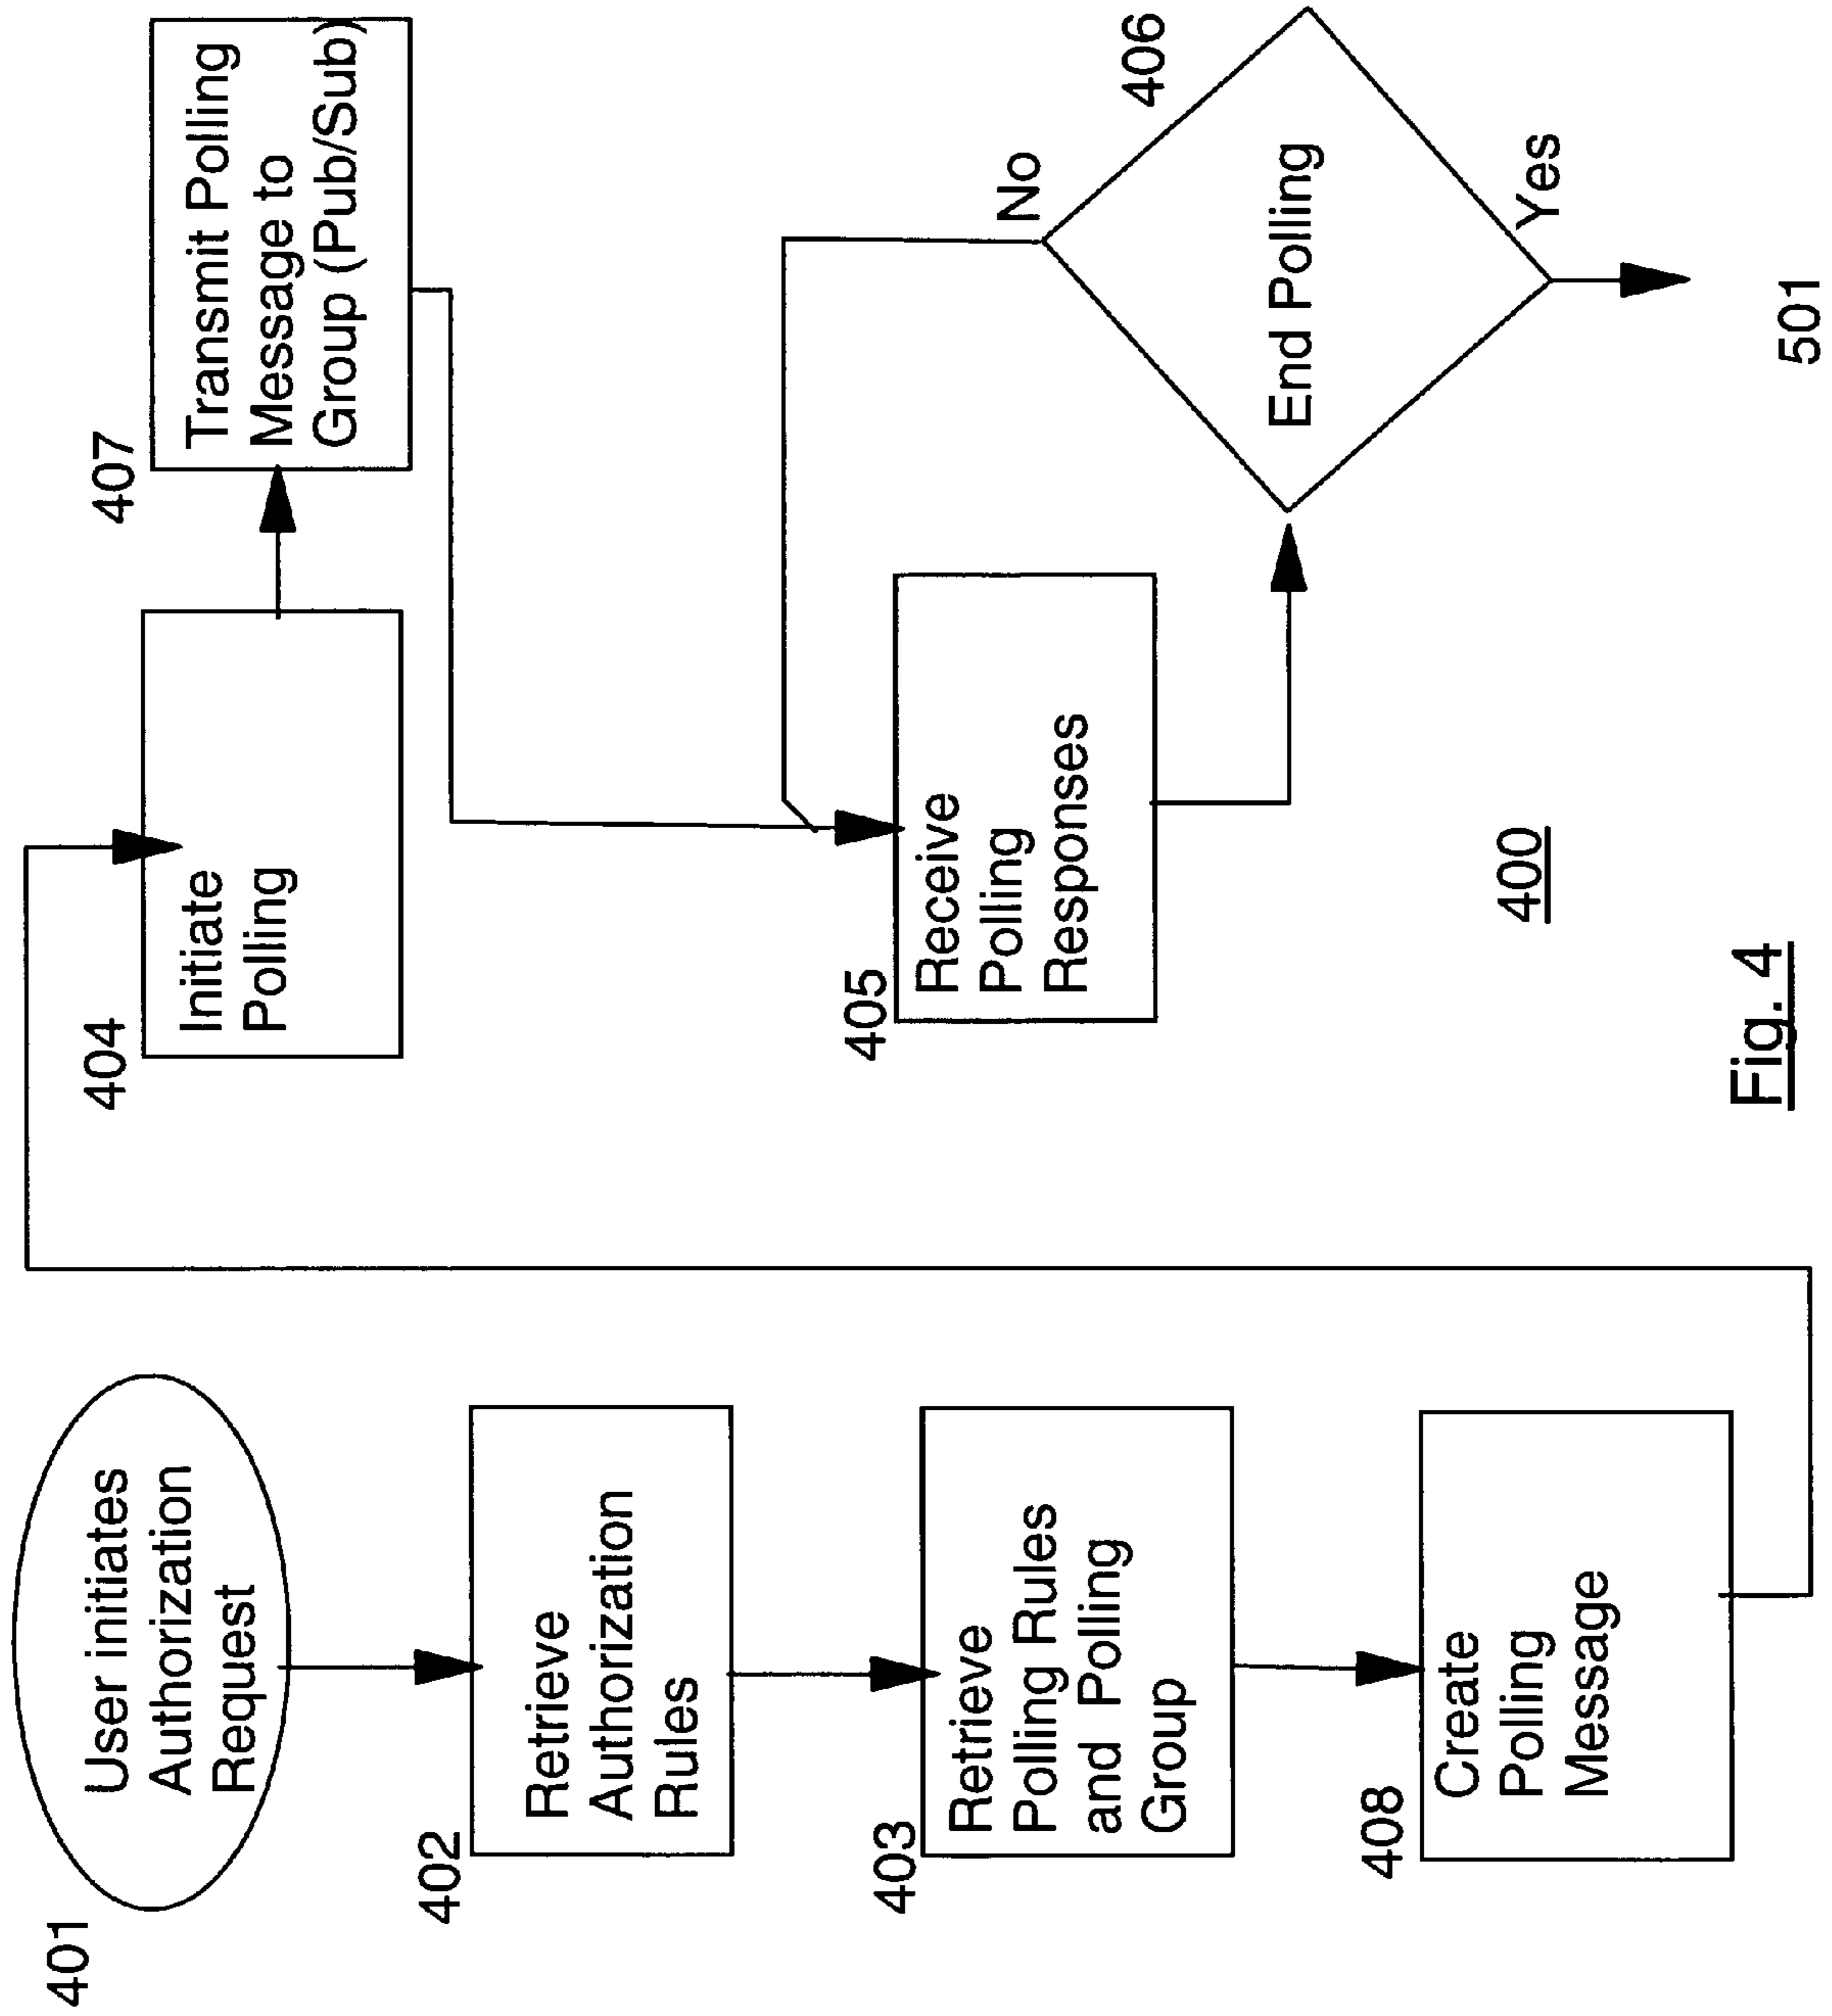 401
User initiates
Authorization
Request
402
Retrieve
Authorization
Rules
403
Retrieve
Polling Rules
and Polling
Group
408
Create
Polling
Message
404
Initiate
Polling
407
Transmit Polling
Message to
Group (Pub/Sub)
405
Receive
Polling
Responses
406
End Polling
No
Yes
501
400
Fig. 4